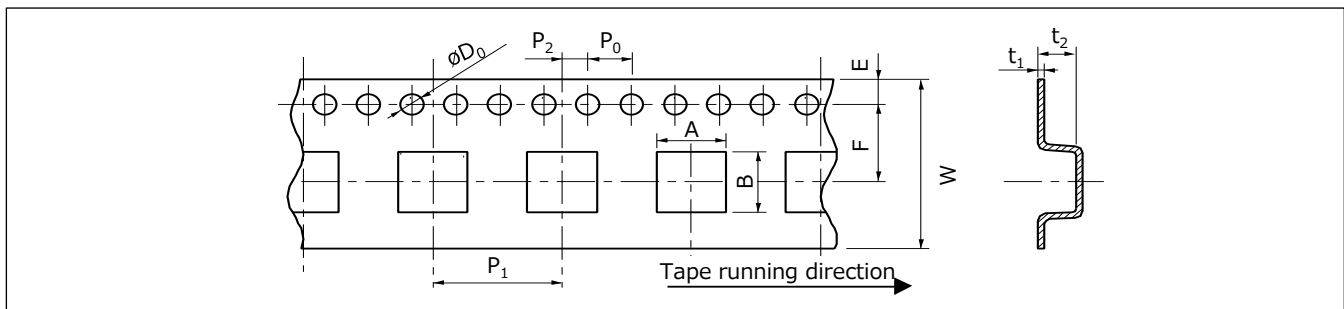 øD₀
P₂
P₀
E
t₂
t₁
A
F
B
W
P₁
Tape running direction